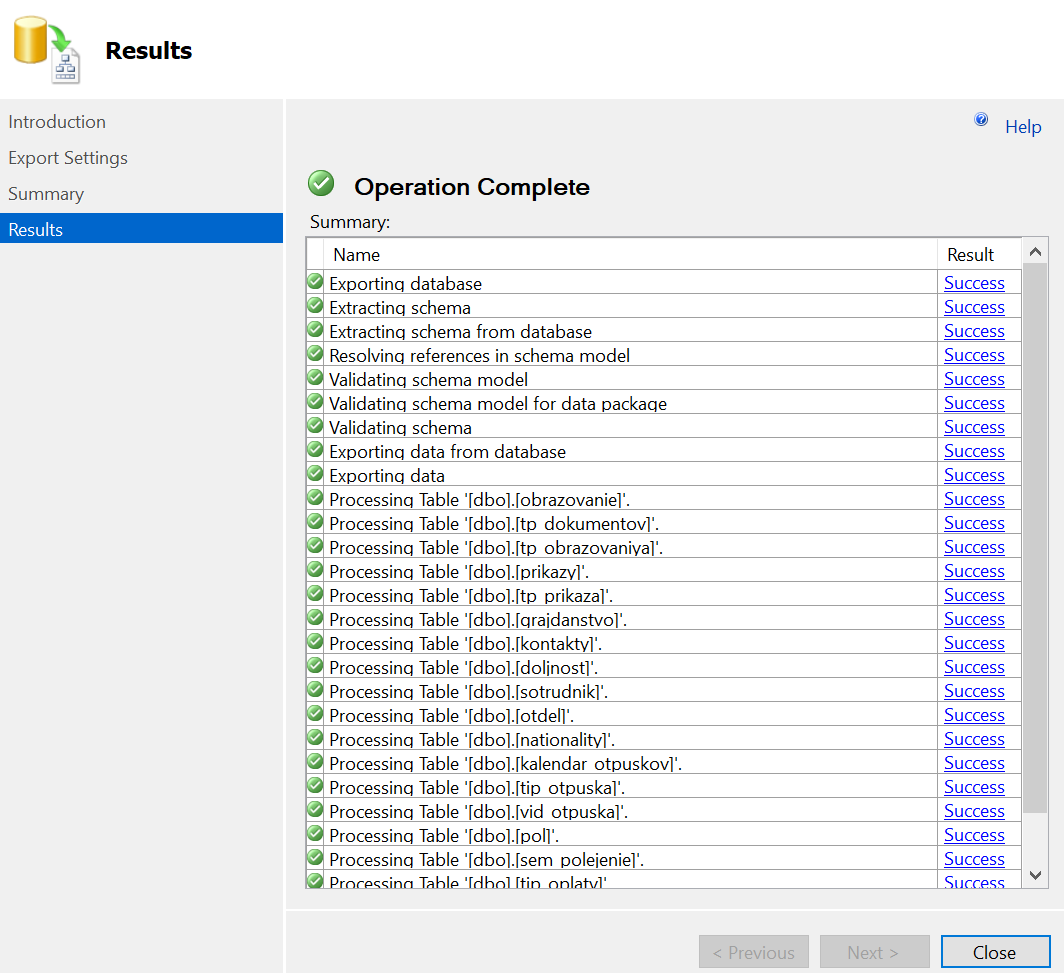 Results
Introduction
Export Settings
Summary
Results
Help
Operation Complete
Summary:
Name Result
Exporting database Success
Extracting schema Success
Extracting schema from database Success
Resolving references in schema model Success
Validating schema model Success
Validating schema model for data package Success
Validating schema Success
Exporting data from database Success
Exporting data Success
Processing Table '[dbo].[obrazovanie]'. Success
Processing Table '[dbo].[tp_dokumentov]'. Success
Processing Table '[dbo].[tp_obrazovaniya]'. Success
Processing Table '[dbo].[prikazy]'. Success
Processing Table '[dbo].[tp_prikaza]'. Success
Processing Table '[dbo].[grajdanstvo]'. Success
Processing Table '[dbo].[kontakty]'. Success
Processing Table '[dbo].[doljnost]'. Success
Processing Table '[dbo].[sotrudnik]'. Success
Processing Table '[dbo].[otdel]'. Success
Processing Table '[dbo].[nationality]'. Success
Processing Table '[dbo].[kalendar_otpuskov]'. Success
Processing Table '[dbo].[tip_otpuska]'. Success
Processing Table '[dbo].[vid_otpuska]'. Success
Processing Table '[dbo].[pol]'. Success
Processing Table '[dbo].[sem_polejenie]'. Success
Processing Table '[dbo].[tip_oplaty]'. Success
< Previous Next > Close